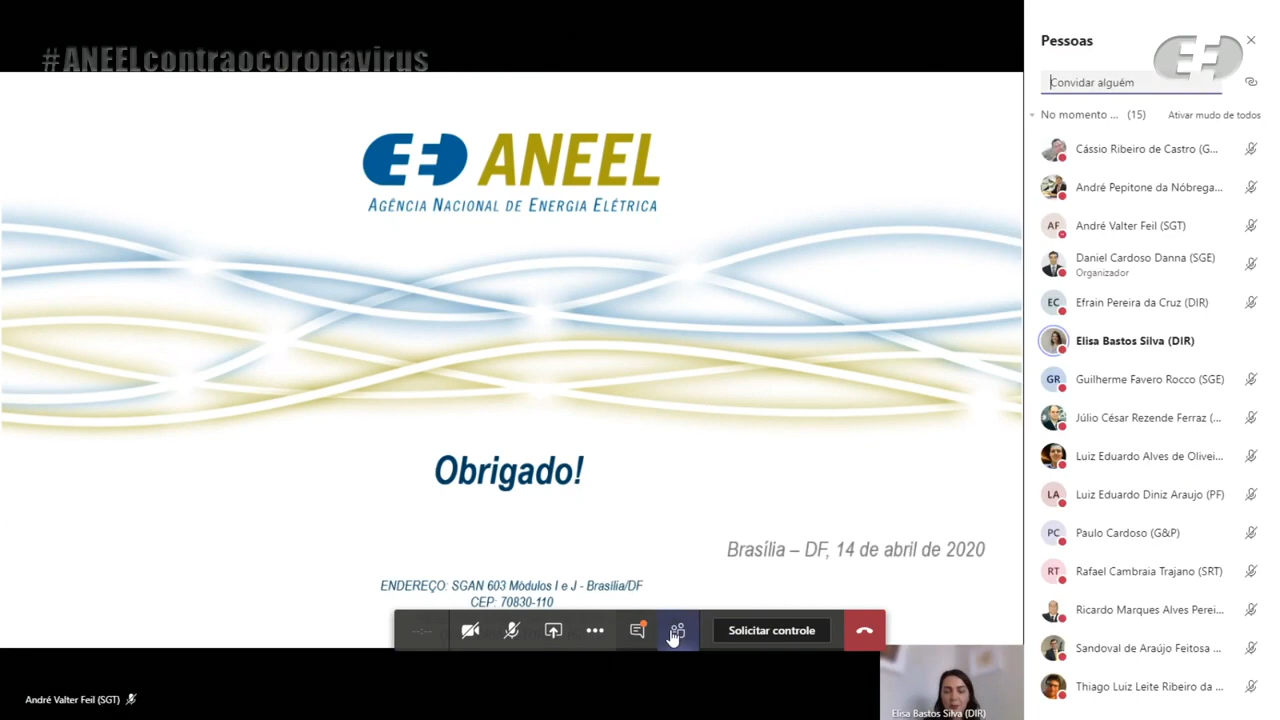 #ANEELcontraocoronavirus
ANEEL
AGÊNCIA NACIONAL DE ENERGIA ELÉTRICA
Obrigado!
Brasília – DF, 14 de abril de 2020
ENDEREÇO: SGAN 603 Módulos I e J - Brasília/DF
CEP: 70830-110
--:--
Solicitar controle
André Valter Feil (SGT)
Elisa Bastos Silva (DIR)
Pessoas
Convidar alguém
No momento ... (15) Ativar mudo de todos
Cássio Ribeiro de Castro (G...
André Pepitone da Nóbrega...
AF André Valter Feil (SGT)
Daniel Cardoso Danna (SGE)
Organizador
EC Efrain Pereira da Cruz (DIR)
Elisa Bastos Silva (DIR)
GR Guilherme Favero Rocco (SGE)
Júlio César Rezende Ferraz (...
Luiz Eduardo Alves de Olivei...
LA Luiz Eduardo Diniz Araujo (PF)
PC Paulo Cardoso (G&P)
RT Rafael Cambraia Trajano (SRT)
Ricardo Marques Alves Perei...
Sandoval de Araújo Feitosa ...
Thiago Luiz Leite Ribeiro da ...